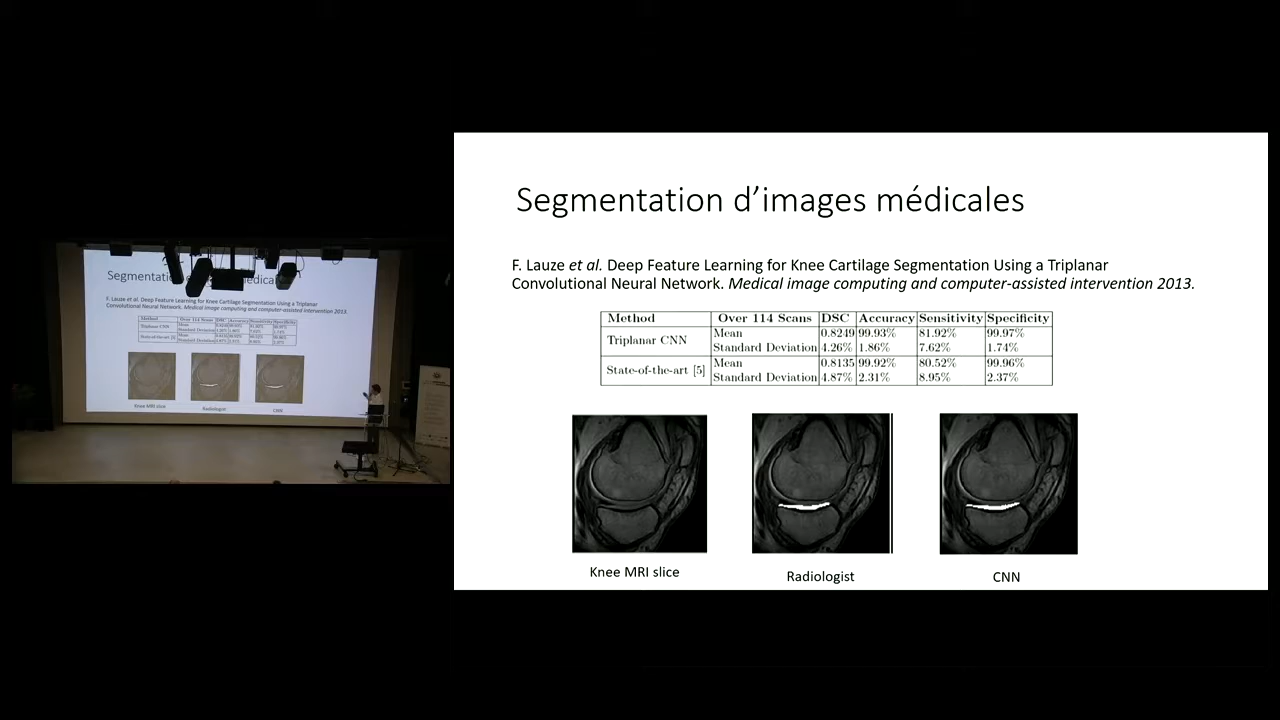 Segmentation d'images médicales
F. Lauze et al. Deep Feature Learning for Knee Cartilage Segmentation Using a Triplanar
Convolutional Neural Network. Medical image computing and computer-assisted intervention 2013.
Method Over 114 Scans DSC Accuracy Sensitivity Specificity
Triplanar CNN Mean 0.8249 99.93% 81.92% 99.97%
Standard Deviation 4.26% 1.86% 7.62% 1.74%
State-of-the-art [5] Mean 0.8135 99.92% 80.52% 99.96%
Standard Deviation 4.87% 2.31% 8.95% 2.37%
Knee MRI slice
Radiologist
CNN